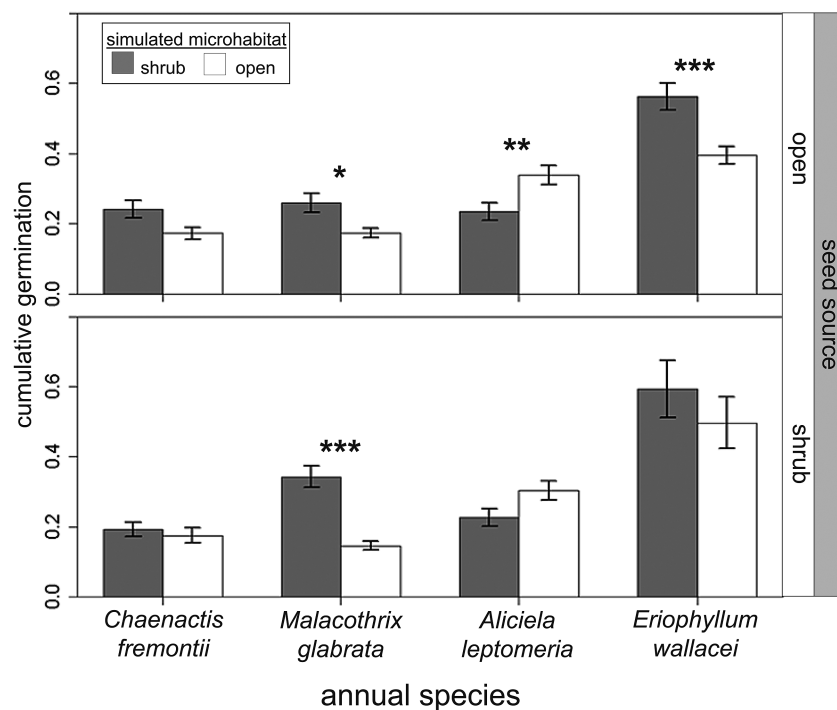 simulated microhabitat
shrub open
0.6
0.4
0.2
0.0
*
**
***
open
0.6
0.4
0.2
0.0
***
shrub
cumulative germination
seed source
Chaenactis fremontii
Malacothrix glabrata
Aliciela leptomeria
Eriophyllum wallacei
annual species